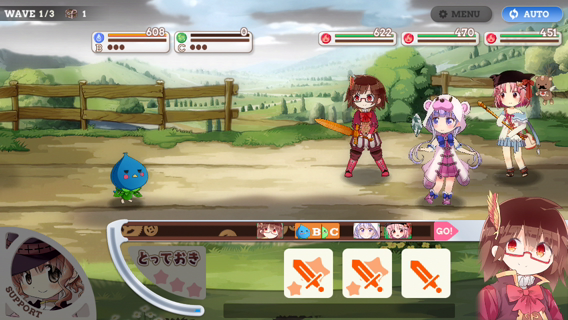 WAVE 1/3 1
MENU
AUTO
608
B
0
C
622
470
451
B C
GO!
とっておき
SUPPORT